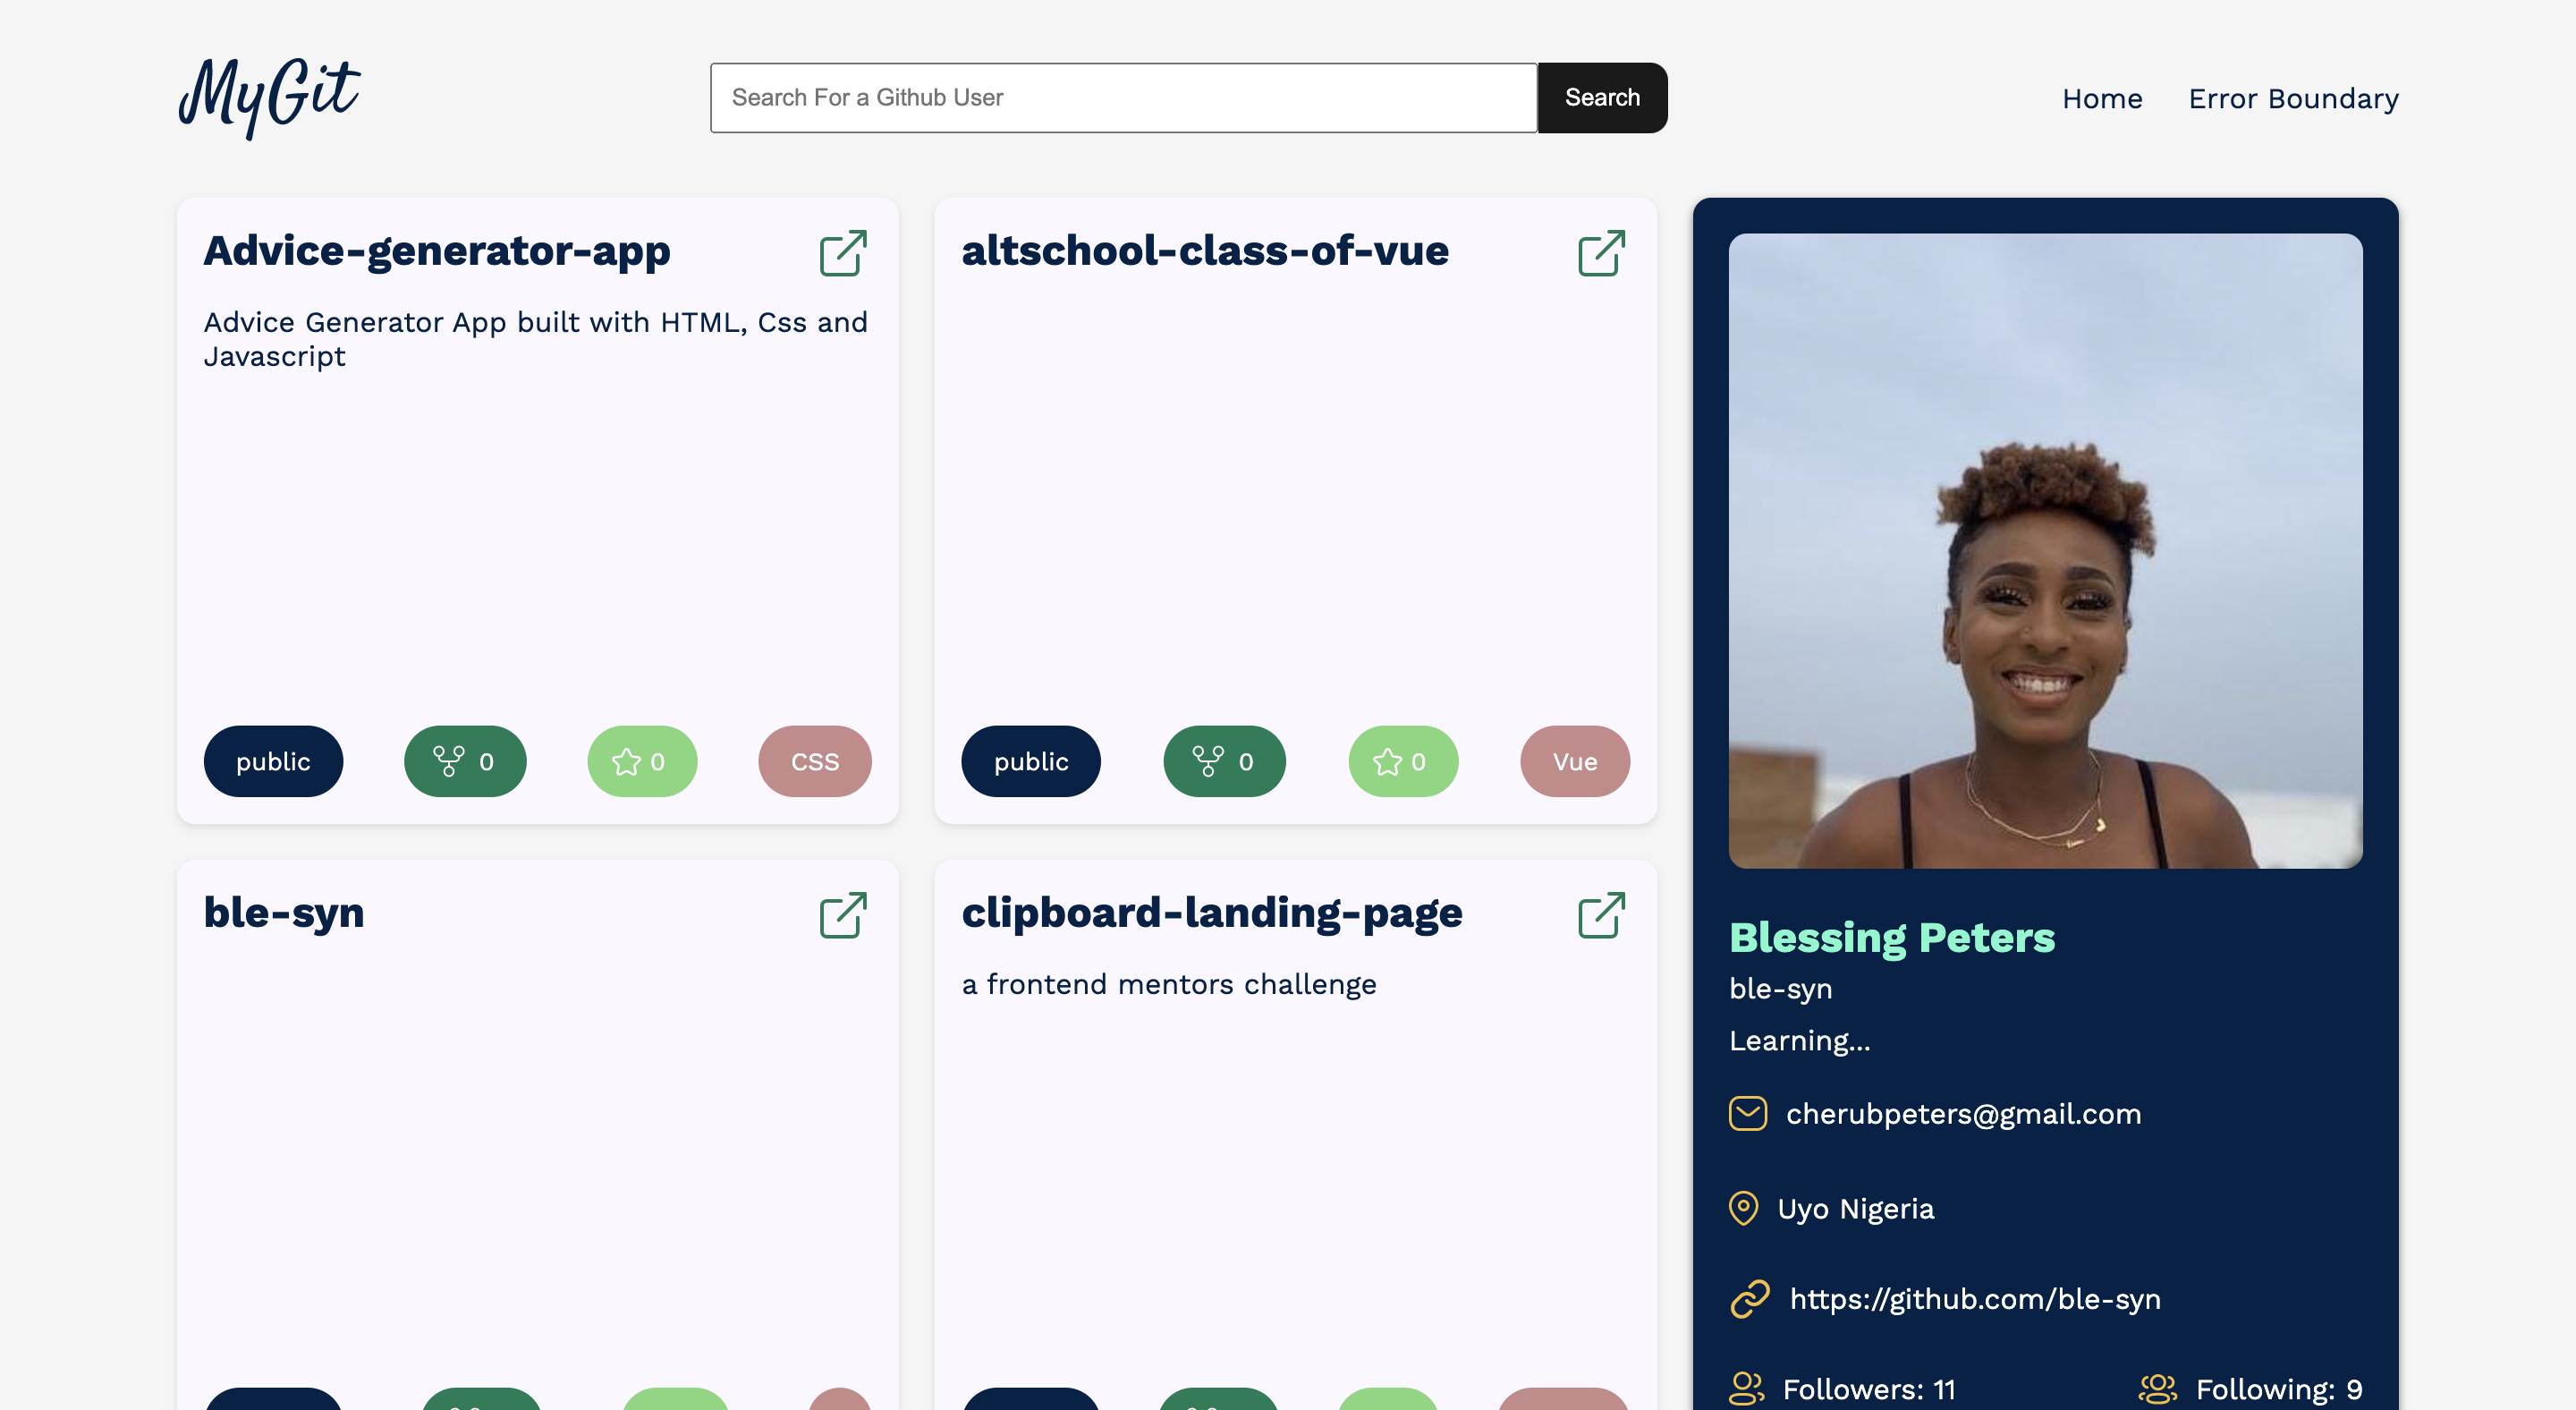 MyGit
Search For a Github User
Search
Home
Error Boundary
Advice-generator-app
Advice Generator App built with HTML, Css and
Javascript
public
0
0
CSS
altschool-class-of-vue
public
0
0
Vue
ble-syn
clipboard-landing-page
a frontend mentors challenge
Blessing Peters
ble-syn
Learning...
cherubpeters@gmail.com
Uyo Nigeria
https://github.com/ble-syn
Followers: 11
Following: 9